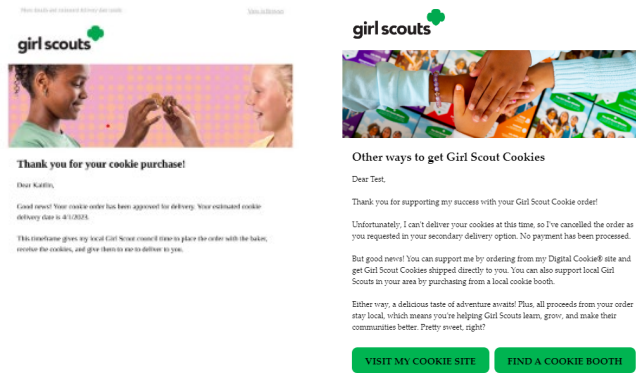 View in Browser
girl scouts
Thank you for your cookie purchase!
Dear Kaitlin,
Good news! Your cookie order has been approved for delivery. Your estimated cookie
delivery date is 4/1/2023.
This timeframe gives my local Girl Scout council time to place the order with the baker,
receive the cookies, and give them to me to deliver to you.
girl scouts
Other ways to get Girl Scout Cookies
Dear Test,
Thank you for supporting my success with your Girl Scout Cookie order!
Unfortunately, I can't deliver your cookies at this time, so I've cancelled the order as
you requested in your secondary delivery option. No payment has been processed.
But good news! You can support me by ordering from my Digital Cookie® site and
get Girl Scout Cookies shipped directly to you. You can also support local Girl
Scouts in your area by purchasing from a local cookie booth.
Either way, a delicious taste of adventure awaits! Plus, all proceeds from your order
stay local, which means you're helping Girl Scouts learn, grow, and make their
communities better. Pretty sweet, right?
VISIT MY COOKIE SITE
FIND A COOKIE BOOTH